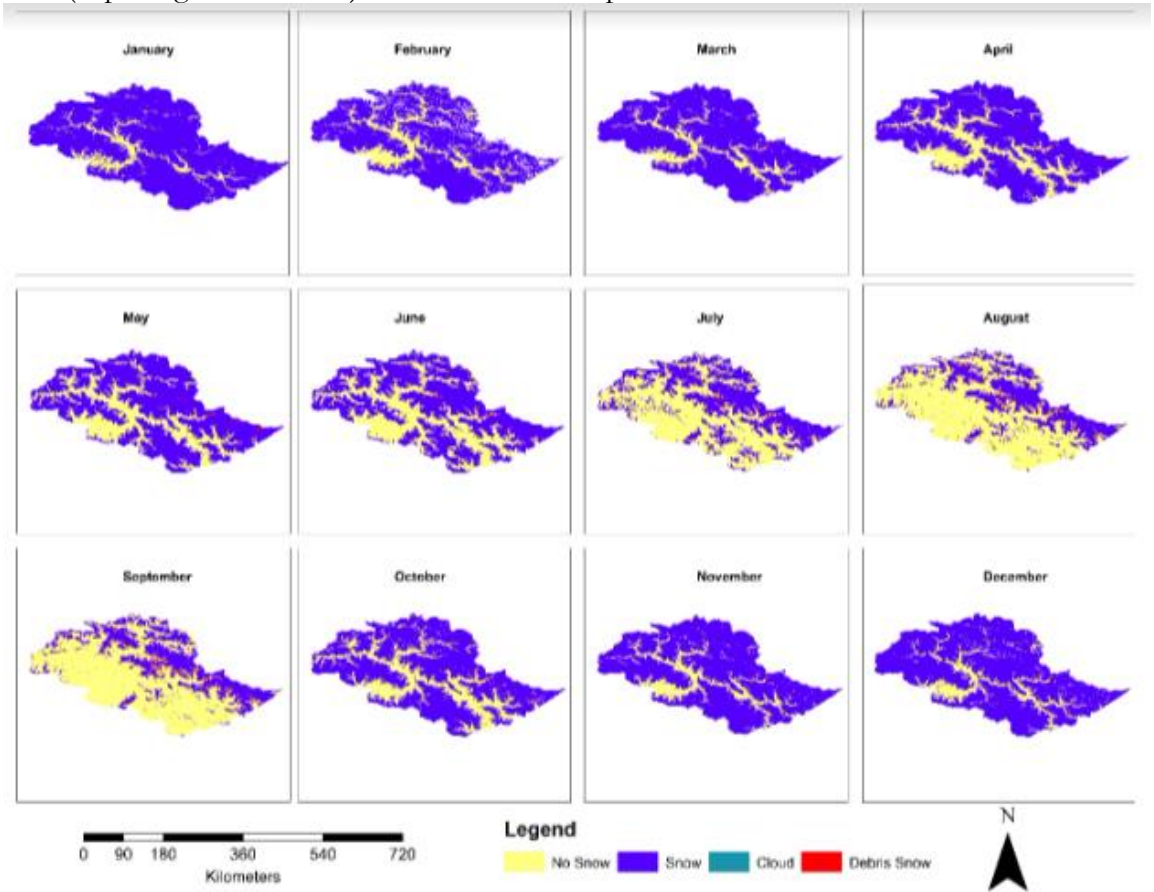 January February March April
May June July August
September October November December
N
Legend
0 90 180 360 540 720
No Snow Snow Cloud Debris Snow
Kilometers